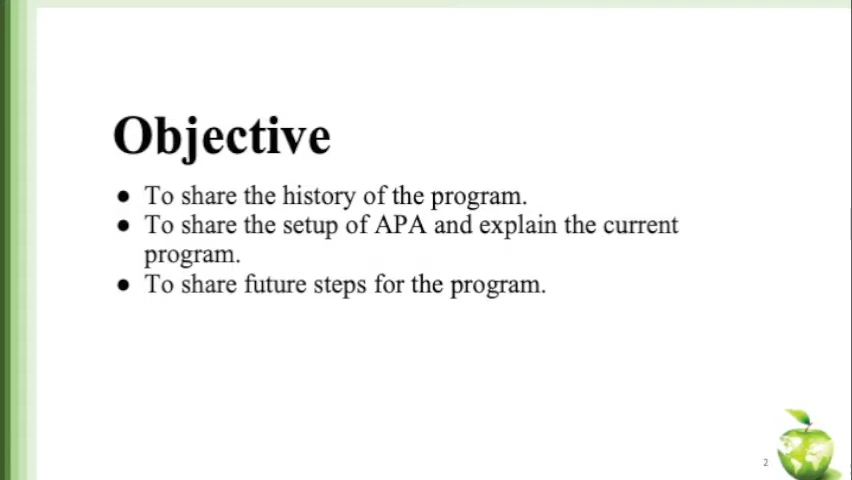 Objective
● To share the history of the program.
● To share the setup of APA and explain the current
program.
● To share future steps for the program.
2